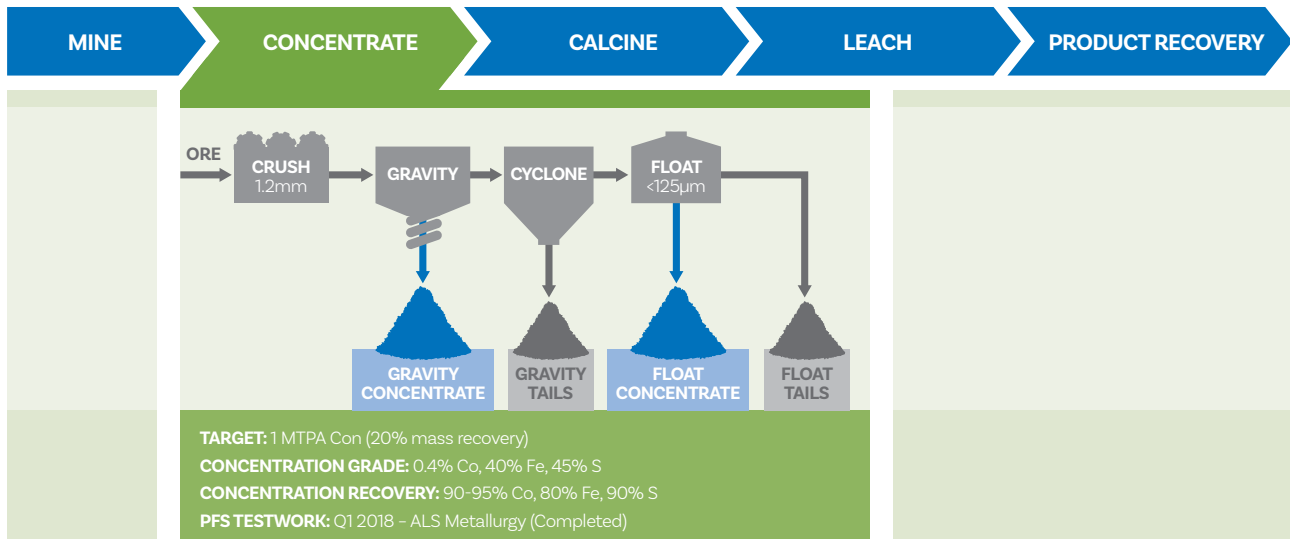 MINE
CONCENTRATE
CALCINE
LEACH
PRODUCT RECOVERY
ORE
CRUSH
1.2mm
GRAVITY
CYCLONE
FLOAT
<125µm
GRAVITY
CONCENTRATE
GRAVITY
TAILS
FLOAT
CONCENTRATE
FLOAT
TAILS
TARGET: 1 MTPA Con (20% mass recovery)
CONCENTRATION GRADE: 0.4% Co, 40% Fe, 45% S
CONCENTRATION RECOVERY: 90-95% Co, 80% Fe, 90% S
PFS TESTWORK: Q1 2018 – ALS Metallurgy (Completed)